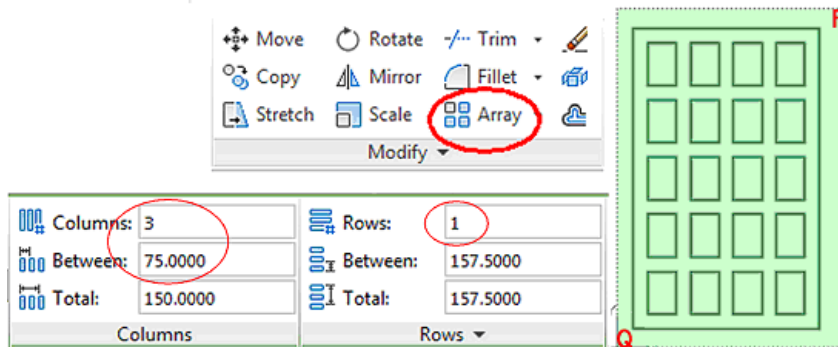 Move Rotate Trim
Copy Mirror Fillet
Stretch Scale Array
Modify
Columns: 3
Between: 75.0000
Total: 150.0000
Columns
Rows: 1
Between: 157.5000
Total: 157.5000
Rows
Q